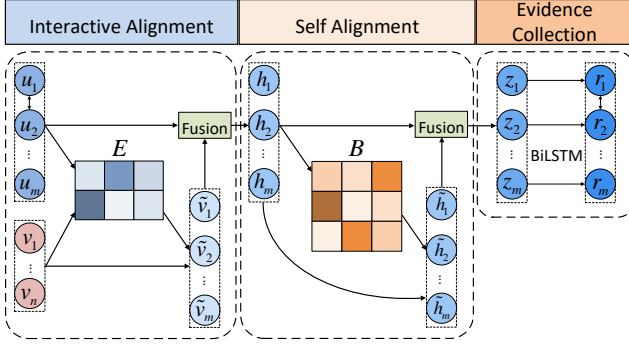 Interactive Alignment
Self Alignment
Evidence
Collection
u₁
u₂
⋮
uₘ
v₁
⋮
vₙ
E
Fusion
ṽ₁
ṽ₂
⋮
ṽₘ
h₁
h₂
⋮
hₘ
B
Fusion
h̃₁
h̃₂
⋮
h̃ₘ
z₁
z₂
⋮
zₘ
BiLSTM
r₁
r₂
⋮
rₘ